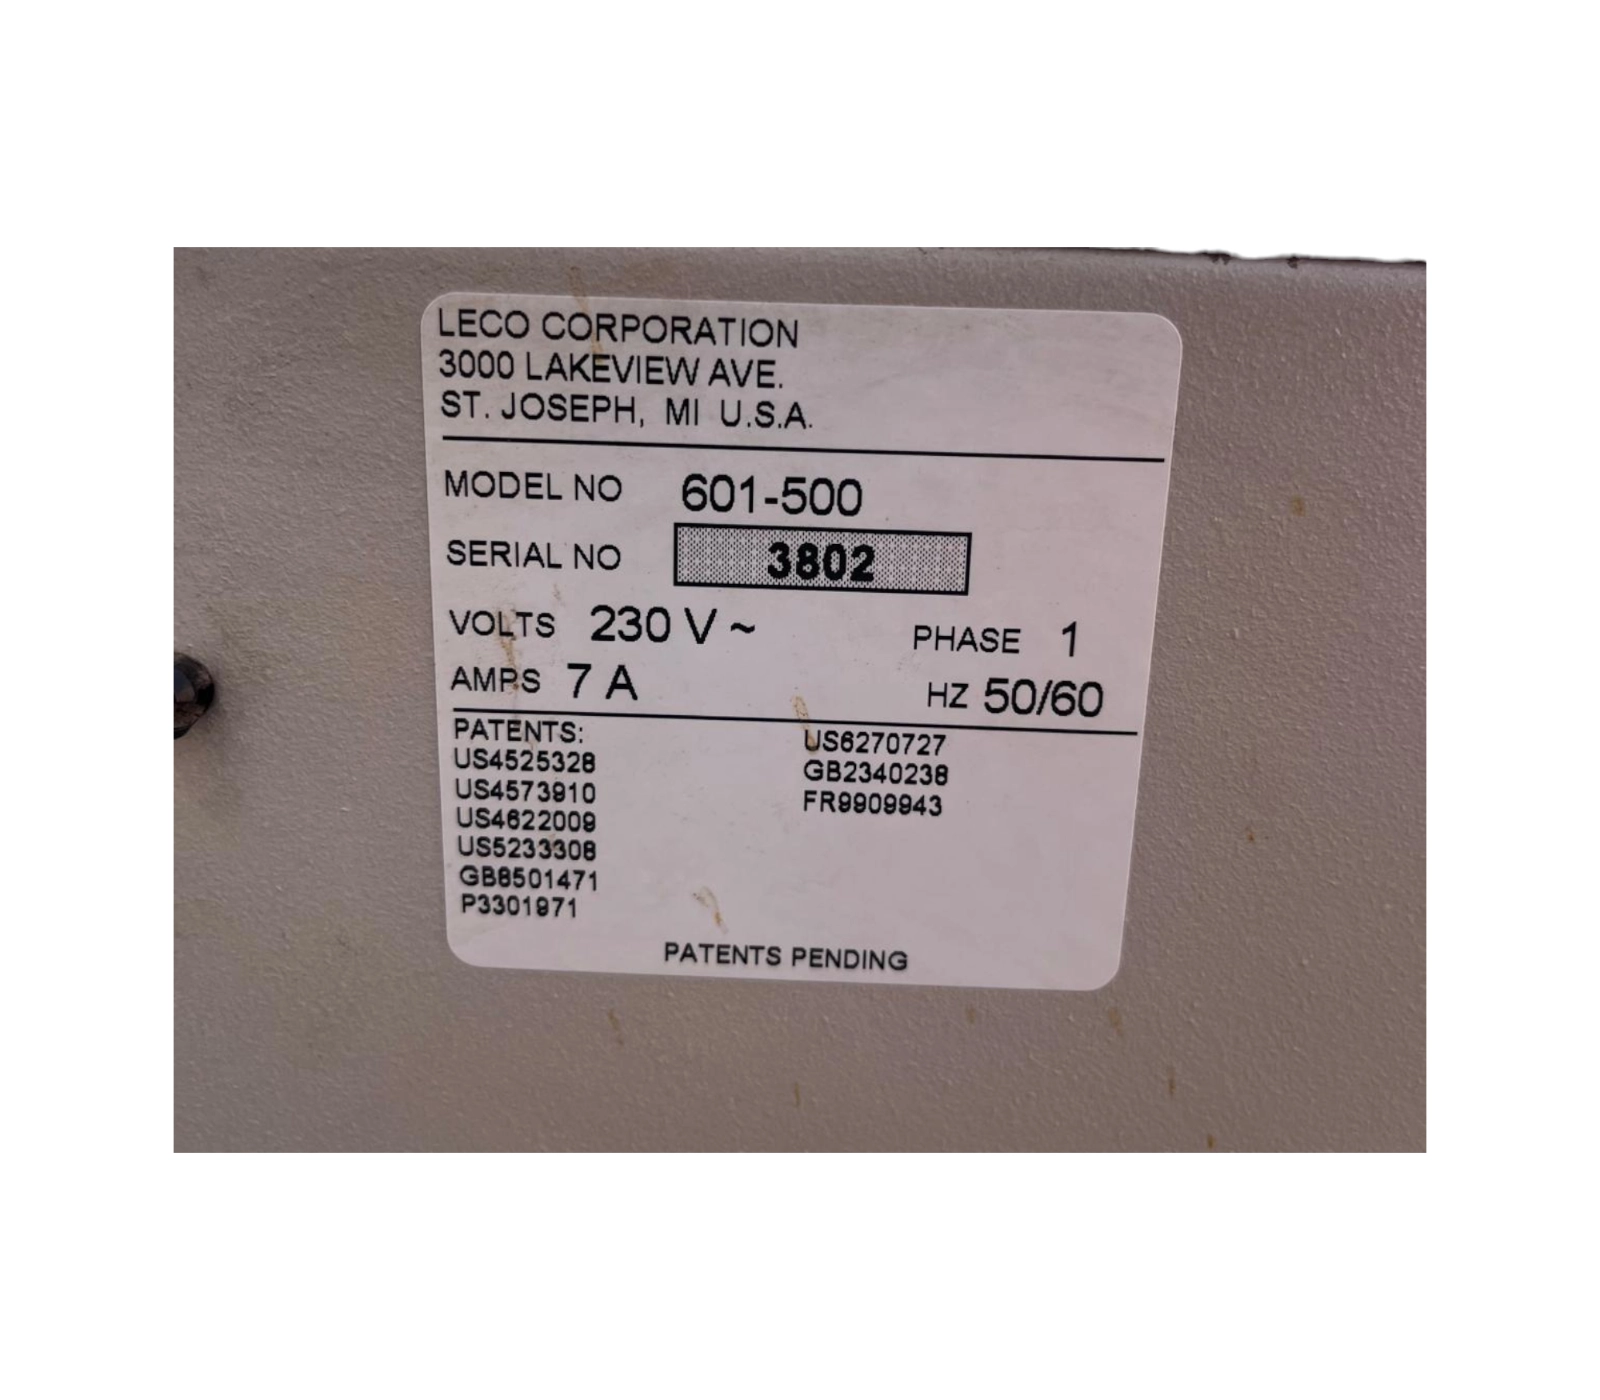 LECO CORPORATION
3000 LAKEVIEW AVE.
ST. JOSEPH, MI U.S.A.
MODEL NO 601-500
SERIAL NO 3802
VOLTS 230 V ~ PHASE 1
AMPS 7 A HZ 50/60
PATENTS:
US4525328
US4573910
US4622009
US5233308
GB8501471
P3301971
US6270727
GB2340238
FR9909943
PATENTS PENDING